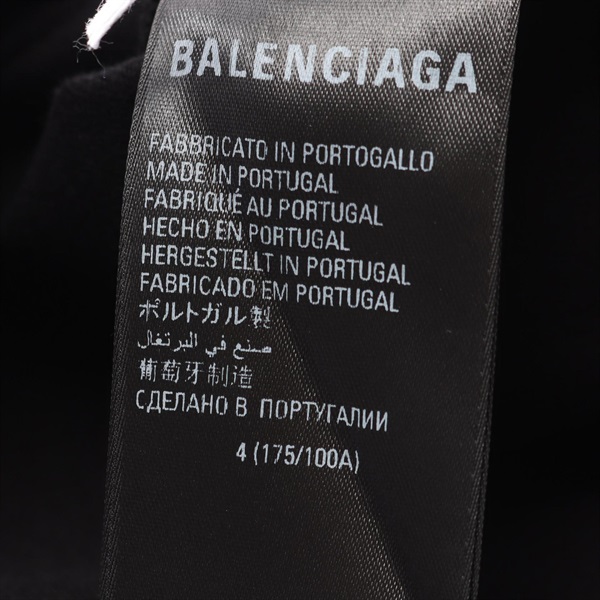 BALENCIAGA
FABBRICATO IN PORTOGALLO
MADE IN PORTUGAL
FABRIQUÉ AU PORTUGAL
HECHO EN PORTUGAL
HERGESTELLT IN PORTUGAL
FABRICADO EM PORTUGAL
ポルトガル製
صنع في البرتغال
葡萄牙制造
СДЕЛАНО В ПОРТУГАЛИИ
4 (175/100A)